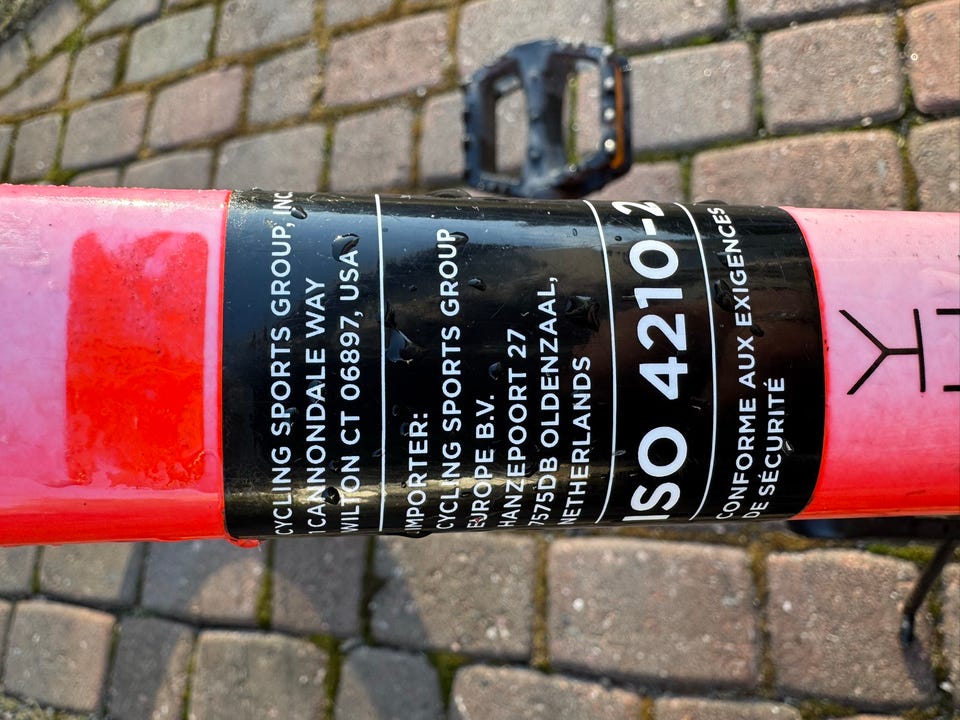 CYCLING SPORTS GROUP, INC.
1 CANNONDALE WAY
WILTON CT 06897, USA
IMPORTER:
CYCLING SPORTS GROUP
EUROPE B.V.
HANZEPOORT 27
7575DB OLDENZAAL,
NETHERLANDS
ISO 4210-2
CONFORME AUX EXIGENCES
DE SÉCURITÉ